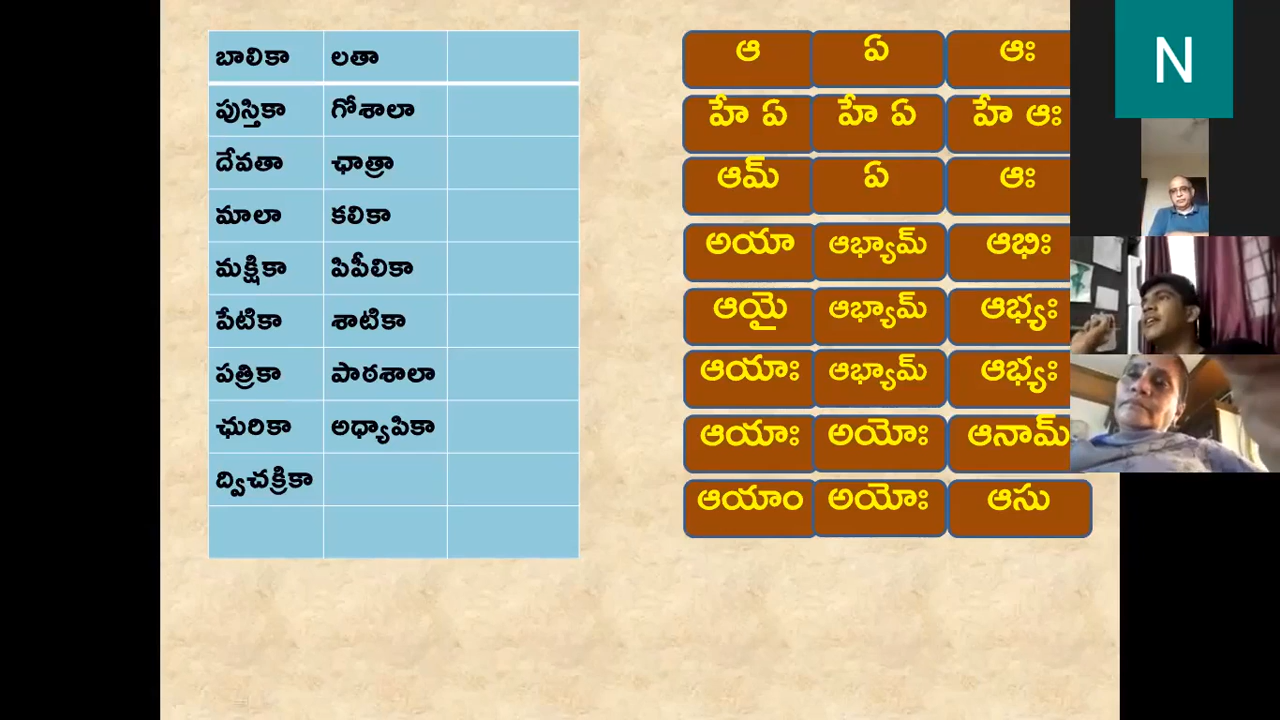 బాలికా లతా
పుస్తికా గోశాలా
దేవతా ఛాత్రా
మాలా కలికా
మక్షికా పిపీలికా
పేటికా శాటికా
పత్రికా పాఠశాలా
ఛురికా అధ్యాపికా
ద్విచక్రికా
ఆ ఏ ఆః
హే ఏ హే ఏ హే ఆః
ఆమ్ ఏ ఆః
అయా ఆభ్యామ్ ఆభిః
ఆయై ఆభ్యామ్ ఆభ్యః
ఆయాః ఆభ్యామ్ ఆభ్యః
ఆయాః అయోః ఆనామ్
ఆయాం అయోః ఆసు
N